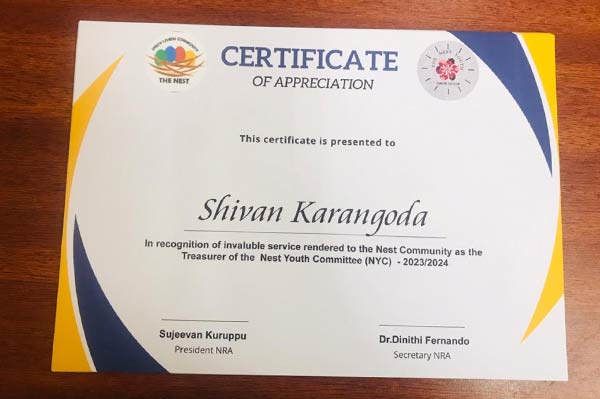 CERTIFICATE
OF APPRECIATION
THE NEST
This certificate is presented to
Shivan Karangoda
In recognition of invaluble service rendered to the Nest Community as the
Treasurer of the Nest Youth Committee (NYC) - 2023/2024
Sujeevan Kuruppu
President NRA
Dr.Dinithi Fernando
Secretary NRA